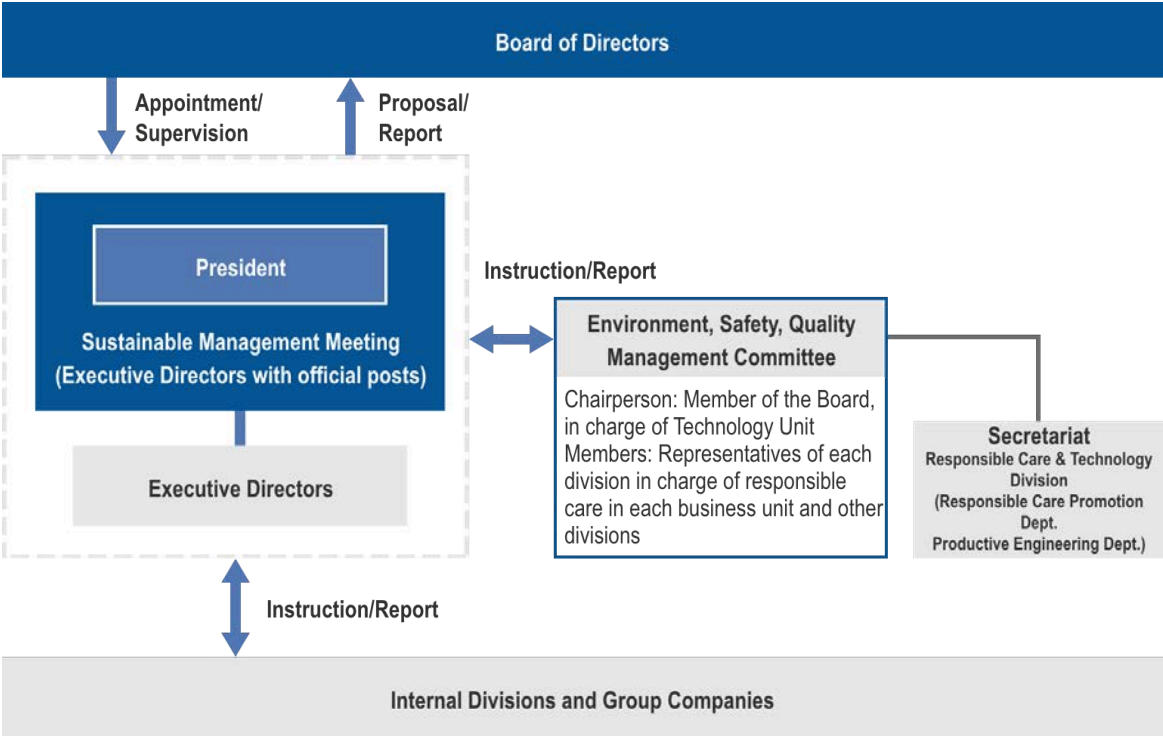 Board of Directors
Appointment/
Supervision
Proposal/
Report
President
Sustainable Management Meeting
(Executive Directors with official posts)
Executive Directors
Instruction/Report
Environment, Safety, Quality
Management Committee
Chairperson: Member of the Board,
in charge of Technology Unit
Members: Representatives of each
division in charge of responsible
care in each business unit and other
divisions
Secretariat
Responsible Care & Technology
Division
(Responsible Care Promotion
Dept.
Productive Engineering Dept.)
Instruction/Report
Internal Divisions and Group Companies